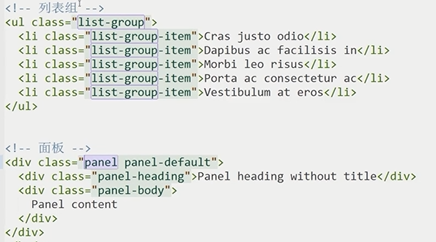 <!-- 列表组 -->
<ul class="list-group">
  <li class="list-group-item">Cras justo odio</li>
  <li class="list-group-item">Dapibus ac facilisis in</li>
  <li class="list-group-item">Morbi leo risus</li>
  <li class="list-group-item">Porta ac consectetur ac</li>
  <li class="list-group-item">Vestibulum at eros</li>
</ul>
<!-- 面板 -->
<div class="panel panel-default">
  <div class="panel-heading">Panel heading without title</div>
  <div class="panel-body">
    Panel content
  </div>
</div>